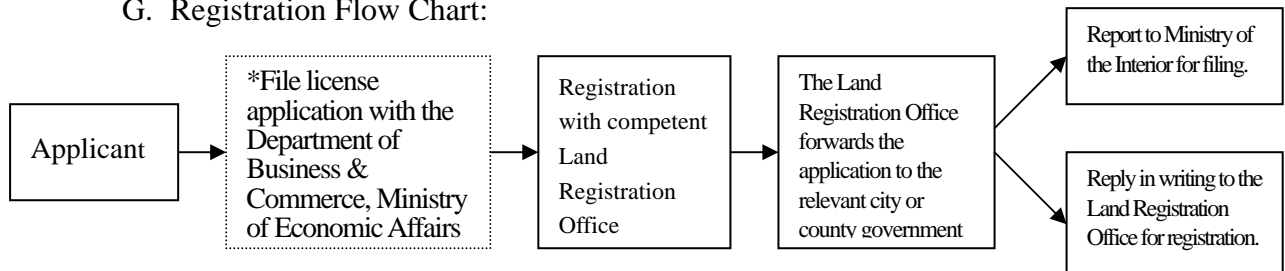 G. Registration Flow Chart:
Applicant
*File license
application with the
Department of
Business &
Commerce, Ministry
of Economic Affairs
Registration
with competent
Land
Registration
Office
The Land
Registration Office
forwards the
application to the
relevant city or
county government
Report to Ministry of
the Interior for filing.
Reply in writing to the
Land Registration
Office for registration.